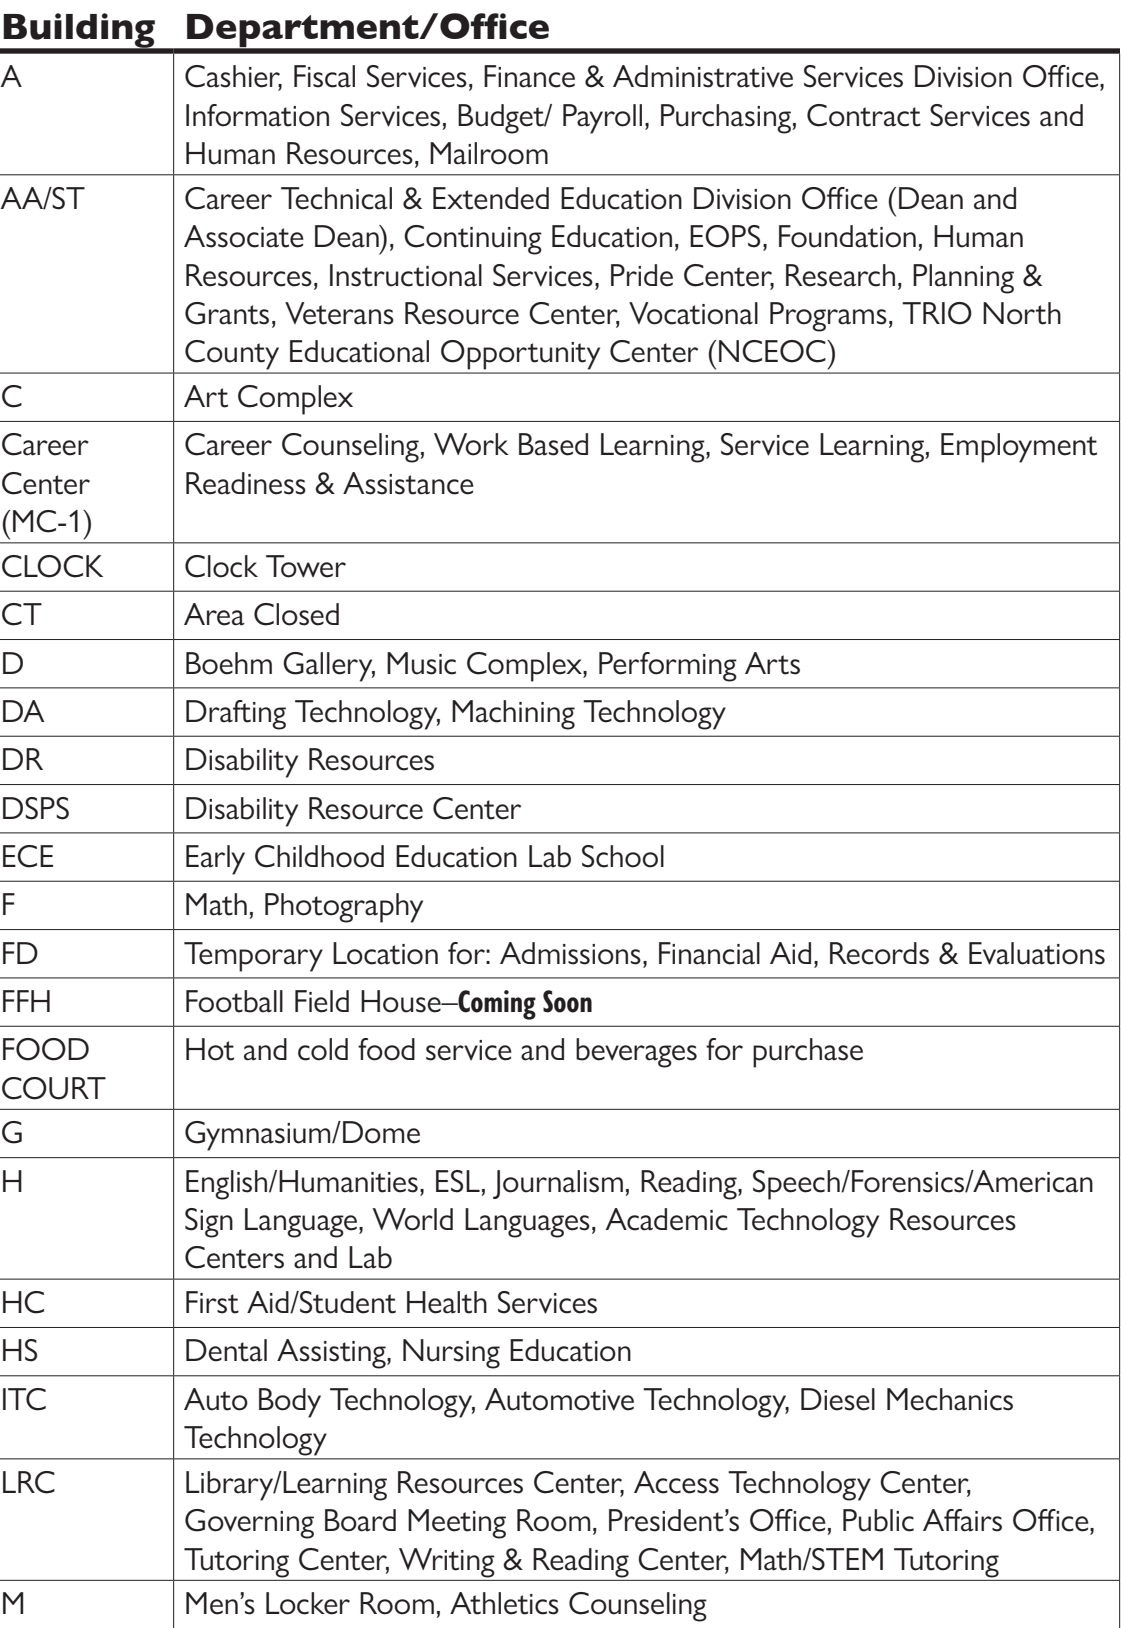 Building Department/Office
A Cashier, Fiscal Services, Finance & Administrative Services Division Office,
Information Services, Budget/ Payroll, Purchasing, Contract Services and
Human Resources, Mailroom
AA/ST Career Technical & Extended Education Division Office (Dean and
Associate Dean), Continuing Education, EOPS, Foundation, Human
Resources, Instructional Services, Pride Center, Research, Planning &
Grants, Veterans Resource Center, Vocational Programs, TRIO North
County Educational Opportunity Center (NCEOC)
C Art Complex
Career Career Counseling, Work Based Learning, Service Learning, Employment
Center Readiness & Assistance
(MC-1)
CLOCK Clock Tower
CT Area Closed
D Boehm Gallery, Music Complex, Performing Arts
DA Drafting Technology, Machining Technology
DR Disability Resources
DSPS Disability Resource Center
ECE Early Childhood Education Lab School
F Math, Photography
FD Temporary Location for: Admissions, Financial Aid, Records & Evaluations
FFH Football Field House–Coming Soon
FOOD Hot and cold food service and beverages for purchase
COURT
G Gymnasium/Dome
H English/Humanities, ESL, Journalism, Reading, Speech/Forensics/American
Sign Language, World Languages, Academic Technology Resources
Centers and Lab
HC First Aid/Student Health Services
HS Dental Assisting, Nursing Education
ITC Auto Body Technology, Automotive Technology, Diesel Mechanics
Technology
LRC Library/Learning Resources Center, Access Technology Center,
Governing Board Meeting Room, President’s Office, Public Affairs Office,
Tutoring Center, Writing & Reading Center, Math/STEM Tutoring
M Men’s Locker Room, Athletics Counseling